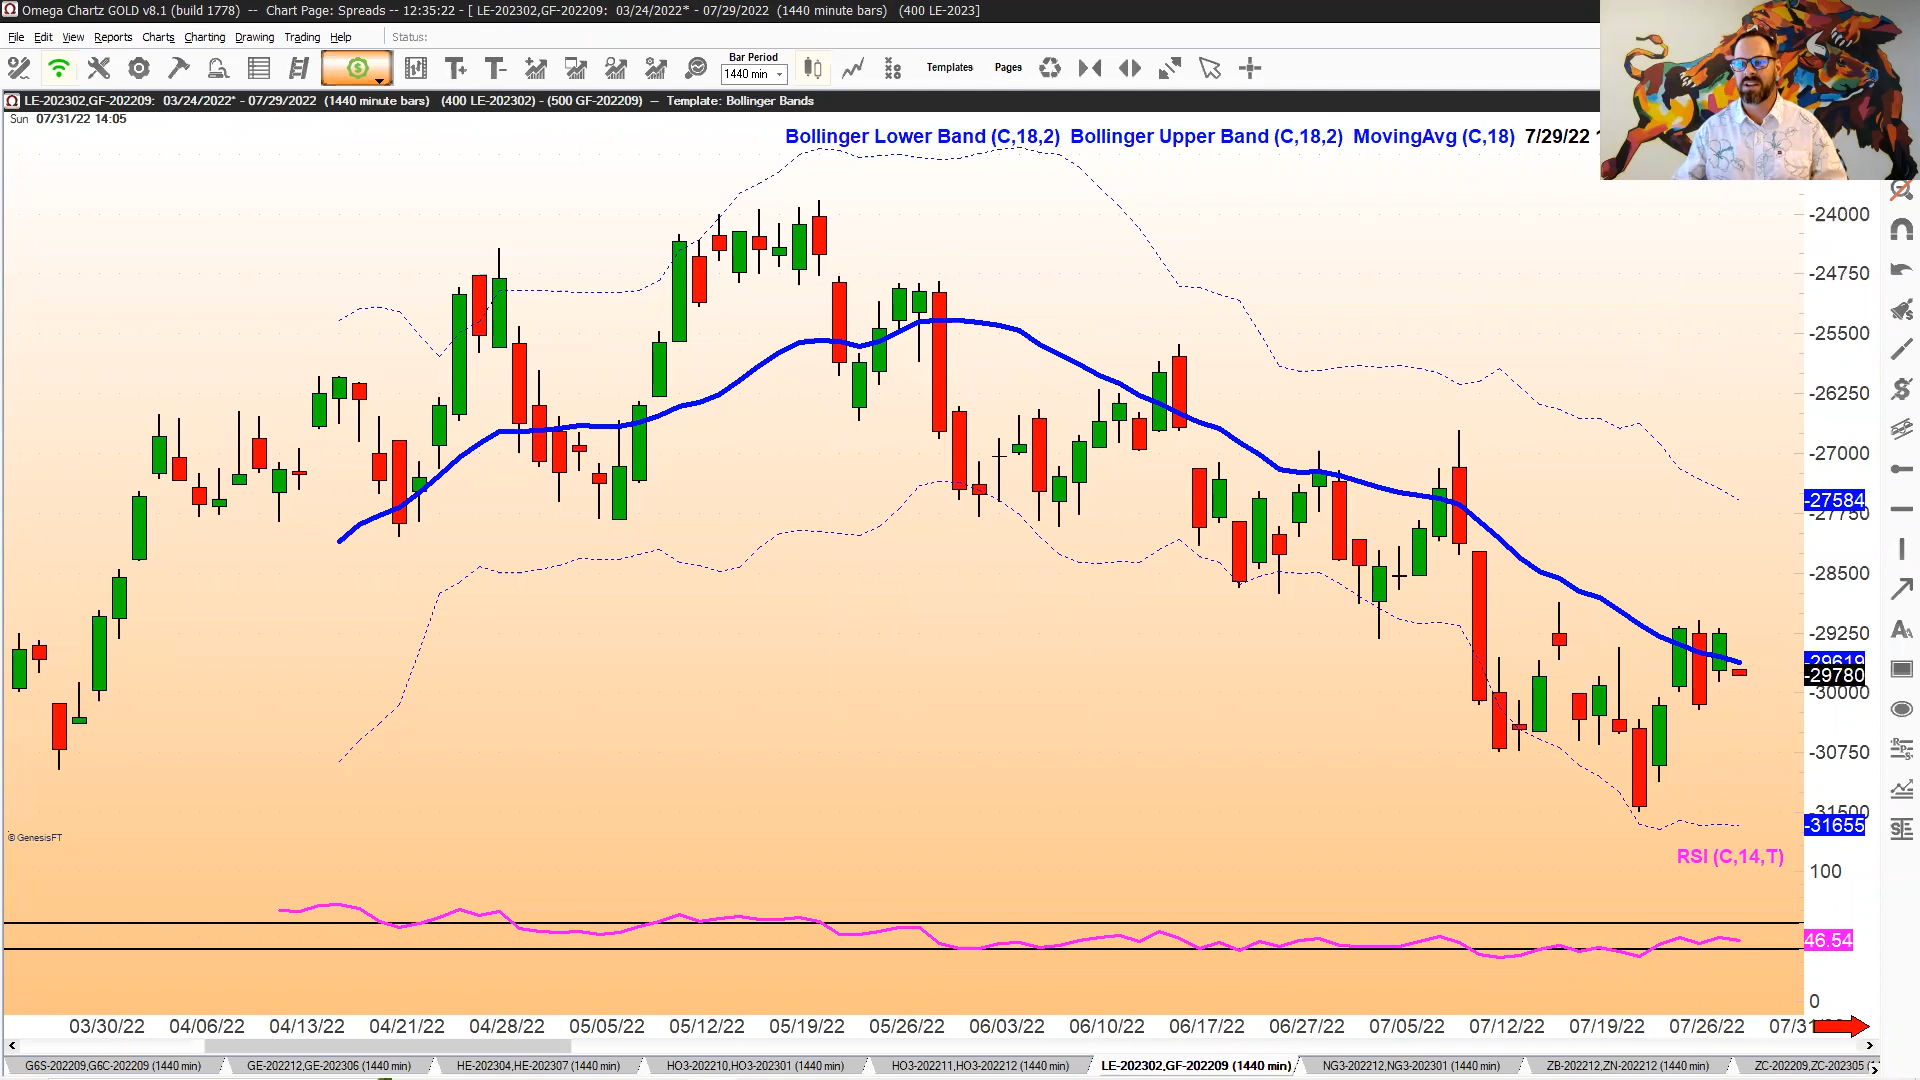 Omega Chartz GOLD v8.1 (build 1778) -- Chart Page: Spreads -- 12:35:22 - [ LE-202302,GF-202209: 03/24/2022* - 07/29/2022 (1440 minute bars) (400 LE-2023]
File Edit View Reports Charts Charting Drawing Trading Help Status:
Bar Period
1440 min
Templates Pages
LE-202302,GF-202209: 03/24/2022* - 07/29/2022 (1440 minute bars) (400 LE-202302) - (500 GF-202209) -- Template: Bollinger Bands
Sun 07/31/22 14:05
Bollinger Lower Band (C,18,2) Bollinger Upper Band (C,18,2) MovingAvg (C,18) 7/29/22
-24000
-24750
-25500
-26250
-27000
-27584
-27750
-28500
-29250
-29619
-29780
-30000
-30750
-31500
-31655
© GenesisFT
RSI (C,14,T)
100
46.54
0
03/30/22 04/06/22 04/13/22 04/21/22 04/28/22 05/05/22 05/12/22 05/19/22 05/26/22 06/03/22 06/10/22 06/17/22 06/27/22 07/05/22 07/12/22 07/19/22 07/26/22
G6S-202209,G6C-202209 (1440 min) GE-202212,GE-202306 (1440 min) HE-202304,HE-202307 (1440 min) HO3-202210,HO3-202301 (1440 min) HO3-202211,HO3-202212 (1440 min) LE-202302,GF-202209 (1440 min) NG3-202212,NG3-202301 (1440 min) ZB-202212,ZN-202212 (1440 min) ZC-202209,ZC-202305